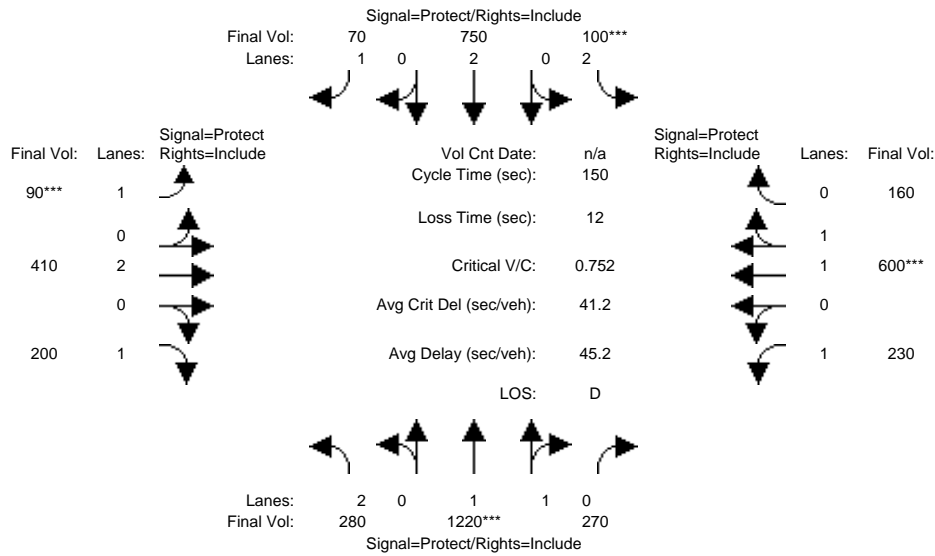 Signal=Protect/Rights=Include
Final Vol: 70 750 100***
Lanes: 1 0 2 0 2
Signal=Protect
Final Vol: Lanes: Rights=Include
Vol Cnt Date: n/a
Signal=Protect
Rights=Include Lanes: Final Vol:
Cycle Time (sec): 150
90*** 1
0 160
Loss Time (sec): 12
0
1
410 2
Critical V/C: 0.752
1 600***
0
Avg Crit Del (sec/veh): 41.2
0
200 1
Avg Delay (sec/veh): 45.2
1 230
LOS: D
Lanes: 2 0 1 1 0
Final Vol: 280 1220*** 270
Signal=Protect/Rights=Include